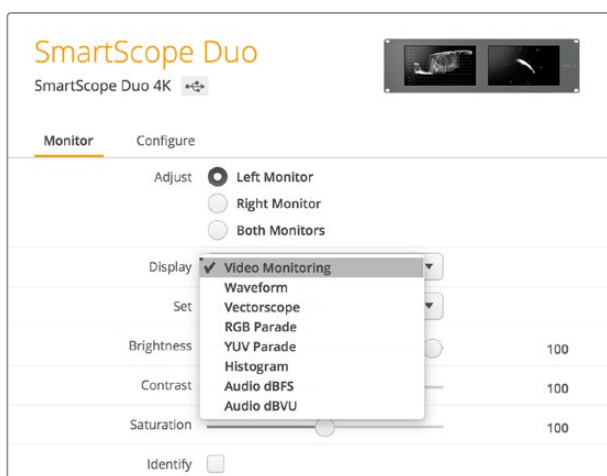 SmartScope Duo
SmartScope Duo 4K
Monitor Configure
Adjust Left Monitor
Right Monitor
Both Monitors
Display Video Monitoring
Waveform
Set Vectorscope
RGB Parade
Brightness YUV Parade 100
Histogram
Contrast Audio dBFS 100
Audio dBVU
Saturation 100
Identify